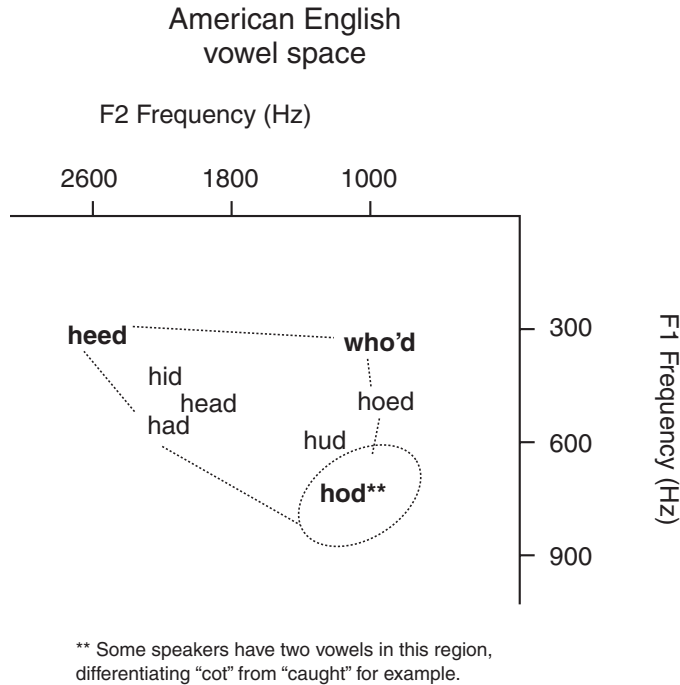 American English
vowel space
F2 Frequency (Hz)
2600 1800 1000
heed
who'd
300
hid
head
hoed
had
hud
600
hod**
900
F1 Frequency (Hz)
** Some speakers have two vowels in this region,
differentiating “cot” from “caught” for example.